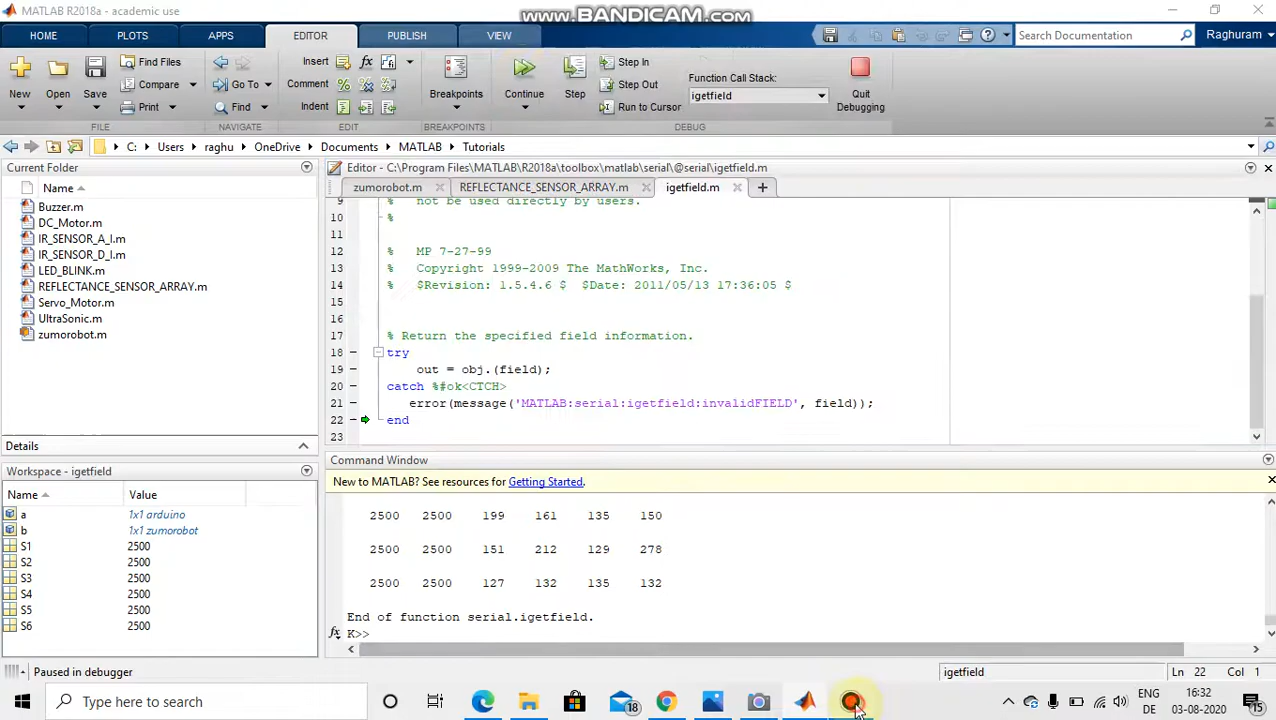 MATLAB R2018a - academic use
www.BANDICAM.com
HOME PLOTS APPS EDITOR PUBLISH VIEW
Search Documentation
Raghuram
New Open Save Find Files Compare Print
Go To Find
Insert Comment Indent
Breakpoints Continue Step
Step In Step Out Run to Cursor
Function Call Stack:
igetfield
Quit Debugging
FILE NAVIGATE EDIT BREAKPOINTS DEBUG
C: Users raghu OneDrive Documents MATLAB Tutorials
Current Folder
Name
Buzzer.m
DC_Motor.m
IR_SENSOR_A_I.m
IR_SENSOR_D_I.m
LED_BLINK.m
REFLECTANCE_SENSOR_ARRAY.m
Servo_Motor.m
UltraSonic.m
zumorobot.m
Details
Workspace - igetfield
Name Value
a 1x1 arduino
b 1x1 zumorobot
S1 2500
S2 2500
S3 2500
S4 2500
S5 2500
S6 2500
Editor - C:\Program Files\MATLAB\R2018a\toolbox\matlab\serial\@serial\igetfield.m
zumorobot.m REFLECTANCE_SENSOR_ARRAY.m igetfield.m
9 % not be used directly by users.
10 %
11
12 % MP 7-27-99
13 % Copyright 1999-2009 The MathWorks, Inc.
14 % $Revision: 1.5.4.6 $ $Date: 2011/05/13 17:36:05 $
15
16
17 % Return the specified field information.
18 try
19 out = obj.(field);
20 catch %#ok<CTCH>
21 error(message('MATLAB:serial:igetfield:invalidFIELD', field));
22 end
23
Command Window
New to MATLAB? See resources for Getting Started.
2500 2500 199 161 135 150
2500 2500 151 212 129 278
2500 2500 127 132 135 132
End of function serial.igetfield.
fx K>>
Paused in debugger
igetfield
Ln 22 Col 1
Type here to search
18
ENG
DE
16:32
03-08-2020
15